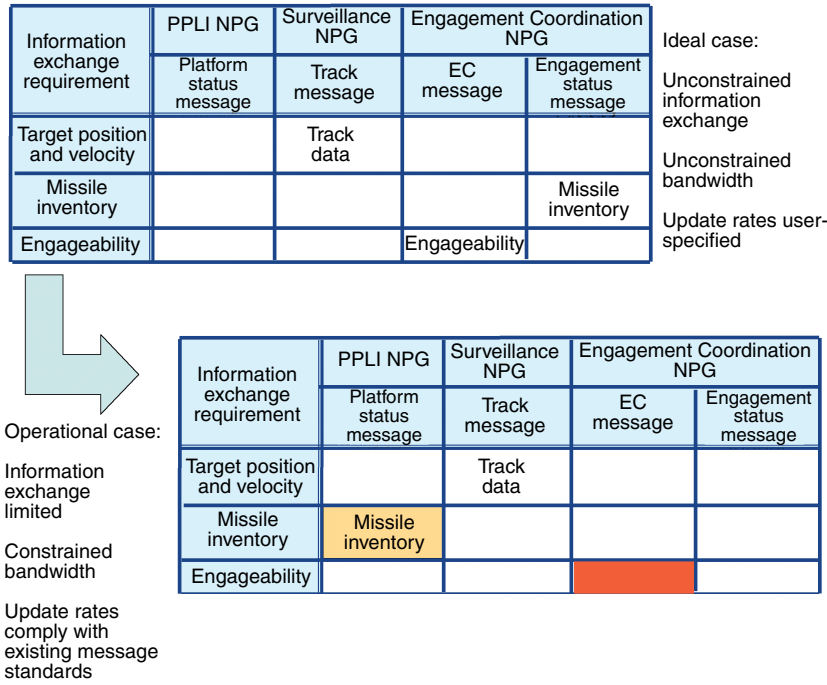 Information
exchange
requirement
PPLI NPG
Surveillance
NPG
Engagement Coordination
NPG
Platform
status
message
Track
message
EC
message
Engagement
status
message
Target position
and velocity
Track
data
Missile
inventory
Missile
inventory
Engageability
Engageability
Ideal case:
Unconstrained
information
exchange
Unconstrained
bandwidth
Update rates user-
specified
Operational case:
Information
exchange
limited
Constrained
bandwidth
Update rates
comply with
existing message
standards
Information
exchange
requirement
PPLI NPG
Surveillance
NPG
Engagement Coordination
NPG
Platform
status
message
Track
message
EC
message
Engagement
status
message
Target position
and velocity
Track
data
Missile
inventory
Missile
inventory
Engageability